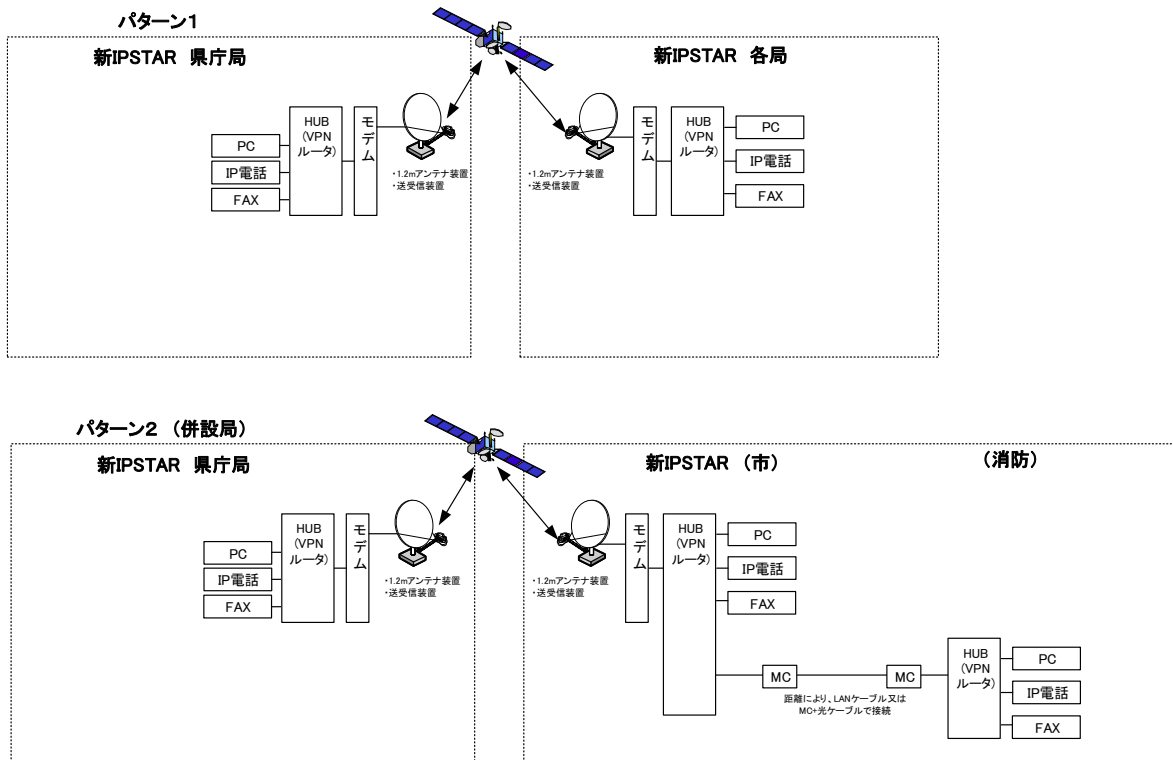 パターン1
新IPSTAR 県庁局
HUB
(VPN
ルータ)
モデム
PC
IP電話
FAX
・1.2mアンテナ装置
・送受信装置
新IPSTAR 各局
・1.2mアンテナ装置
・送受信装置
モデム
HUB
(VPN
ルータ)
PC
IP電話
FAX
パターン2 (併設局)
新IPSTAR 県庁局
HUB
(VPN
ルータ)
モデム
PC
IP電話
FAX
・1.2mアンテナ装置
・送受信装置
新IPSTAR (市)
(消防)
・1.2mアンテナ装置
・送受信装置
モデム
HUB
(VPN
ルータ)
PC
IP電話
FAX
MC
MC
距離により、LANケーブル又は
MC+光ケーブルで接続
HUB
(VPN
ルータ)
PC
IP電話
FAX